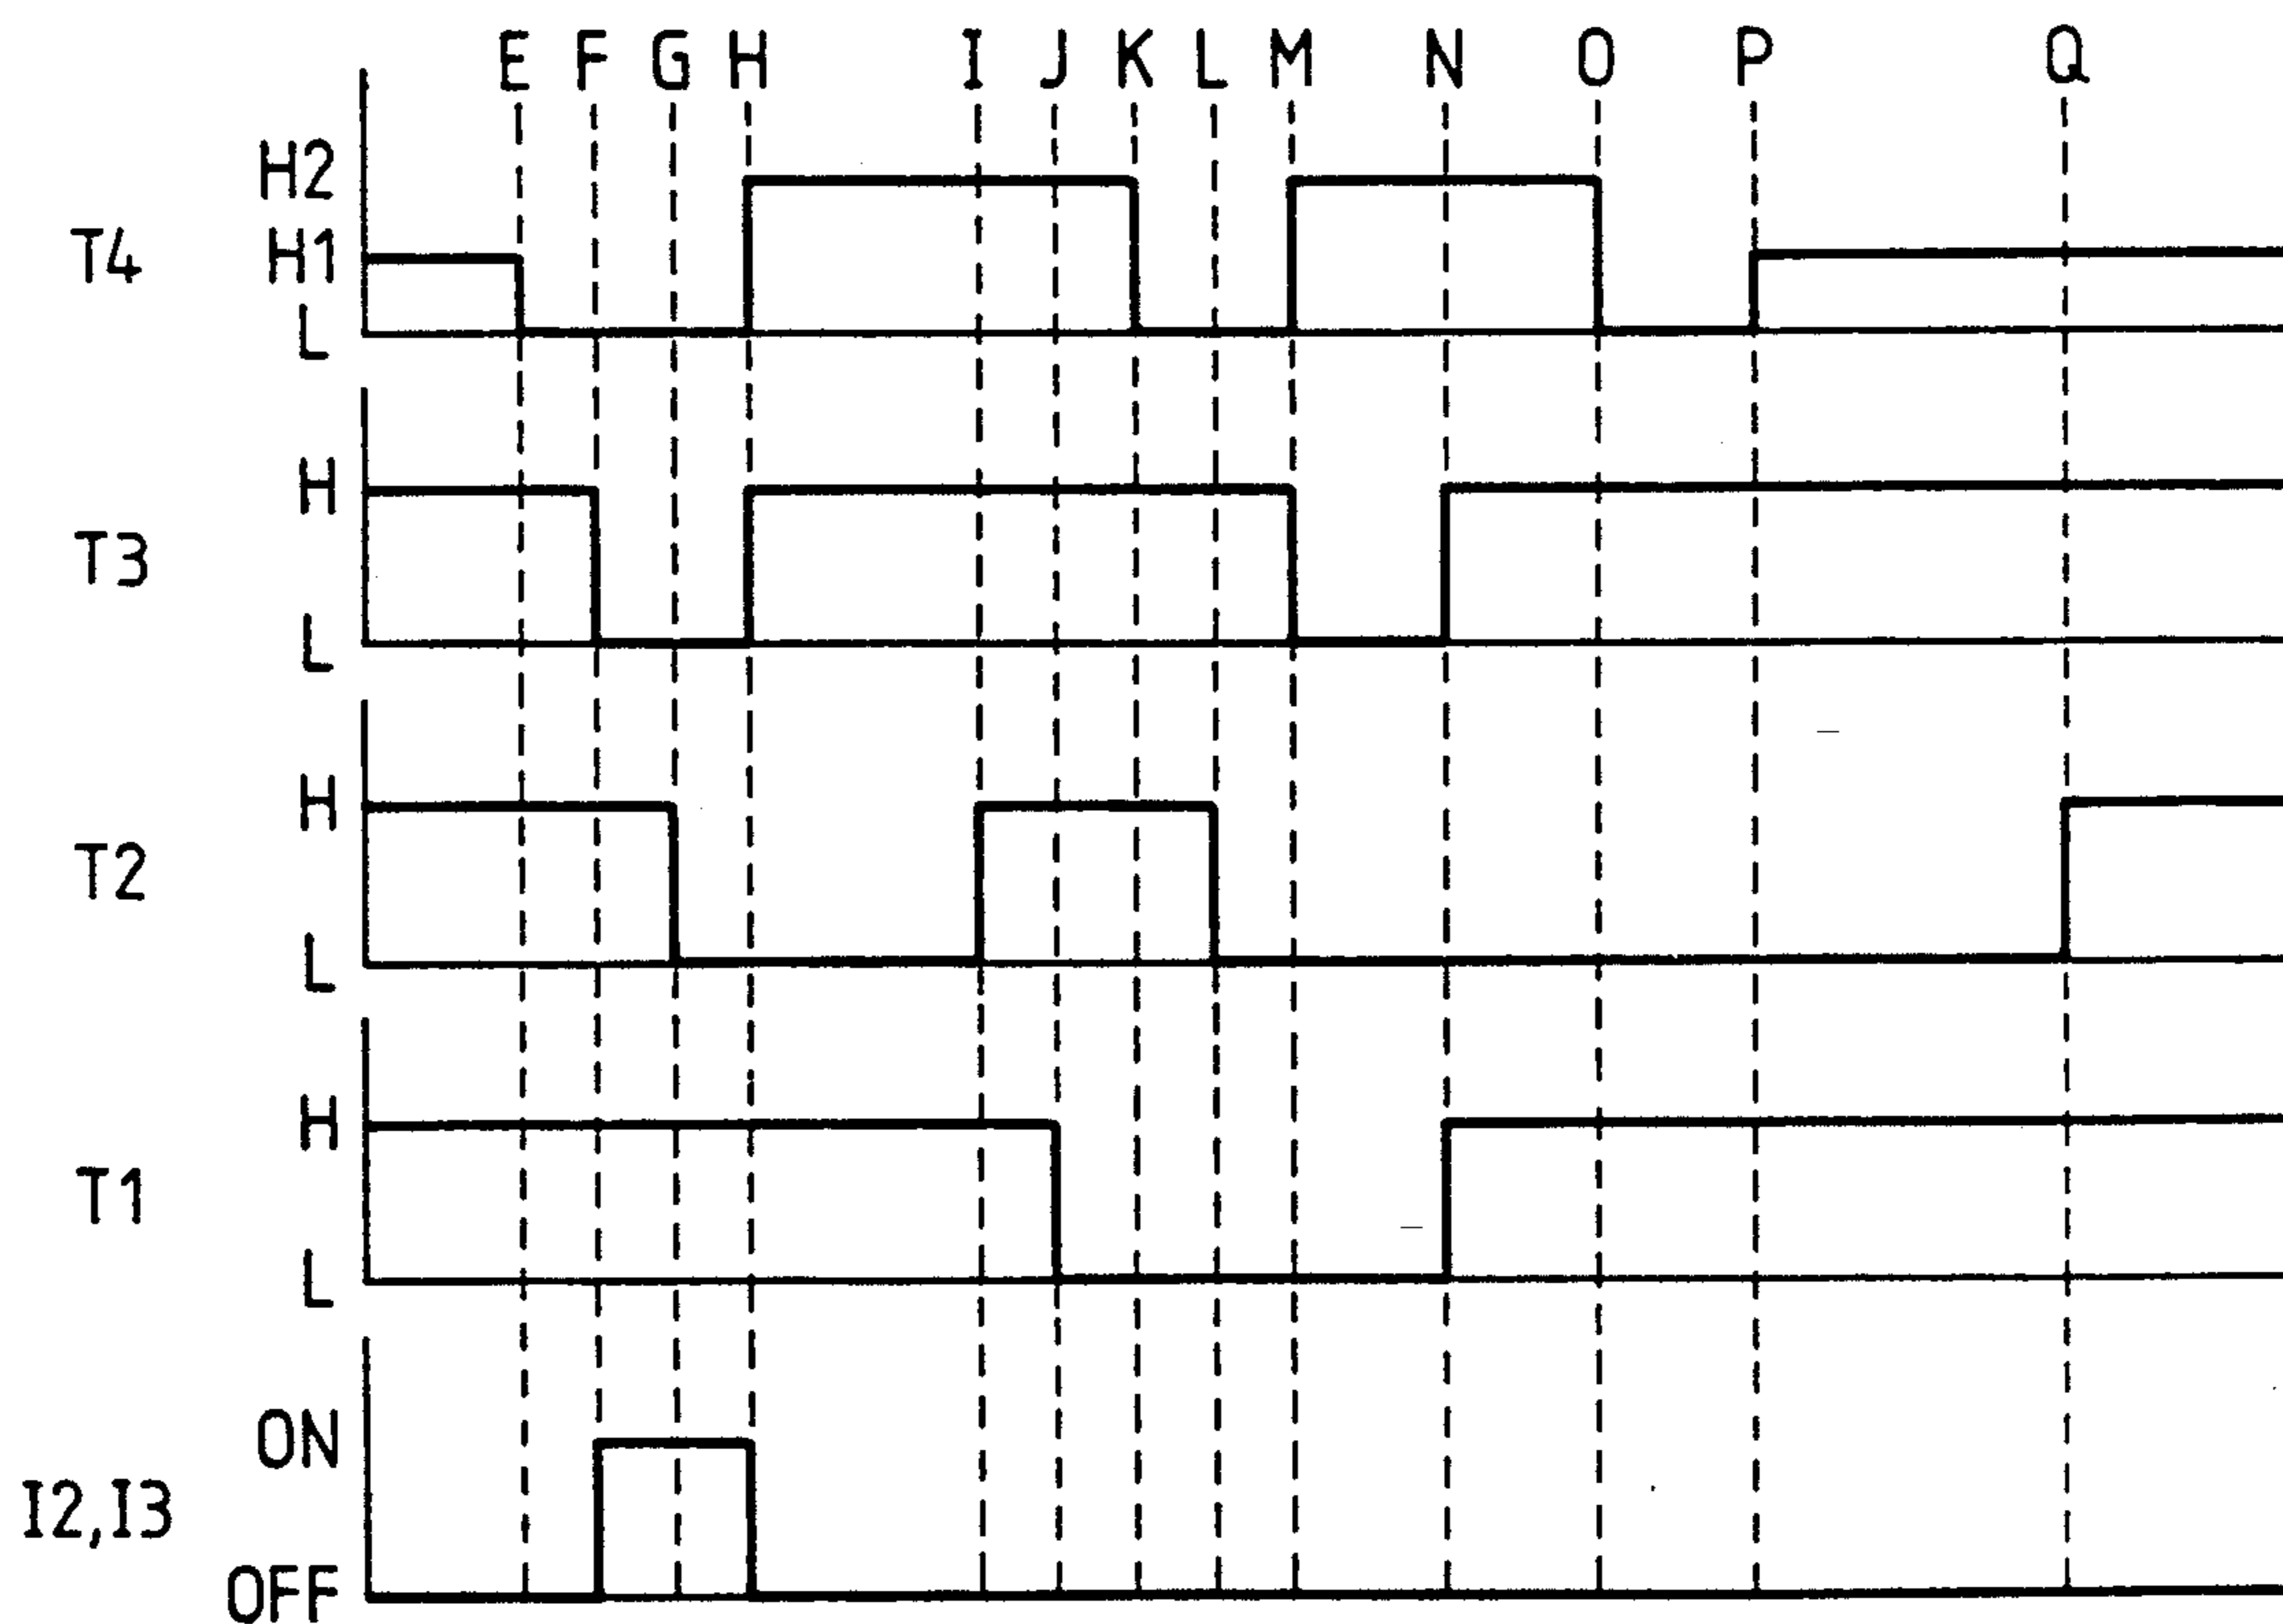 E F G H I J K L M N O P Q
H2
T4 H1
L
H
T3
L
H
T2
L
H
T1
L
ON
I2,I3
OFF